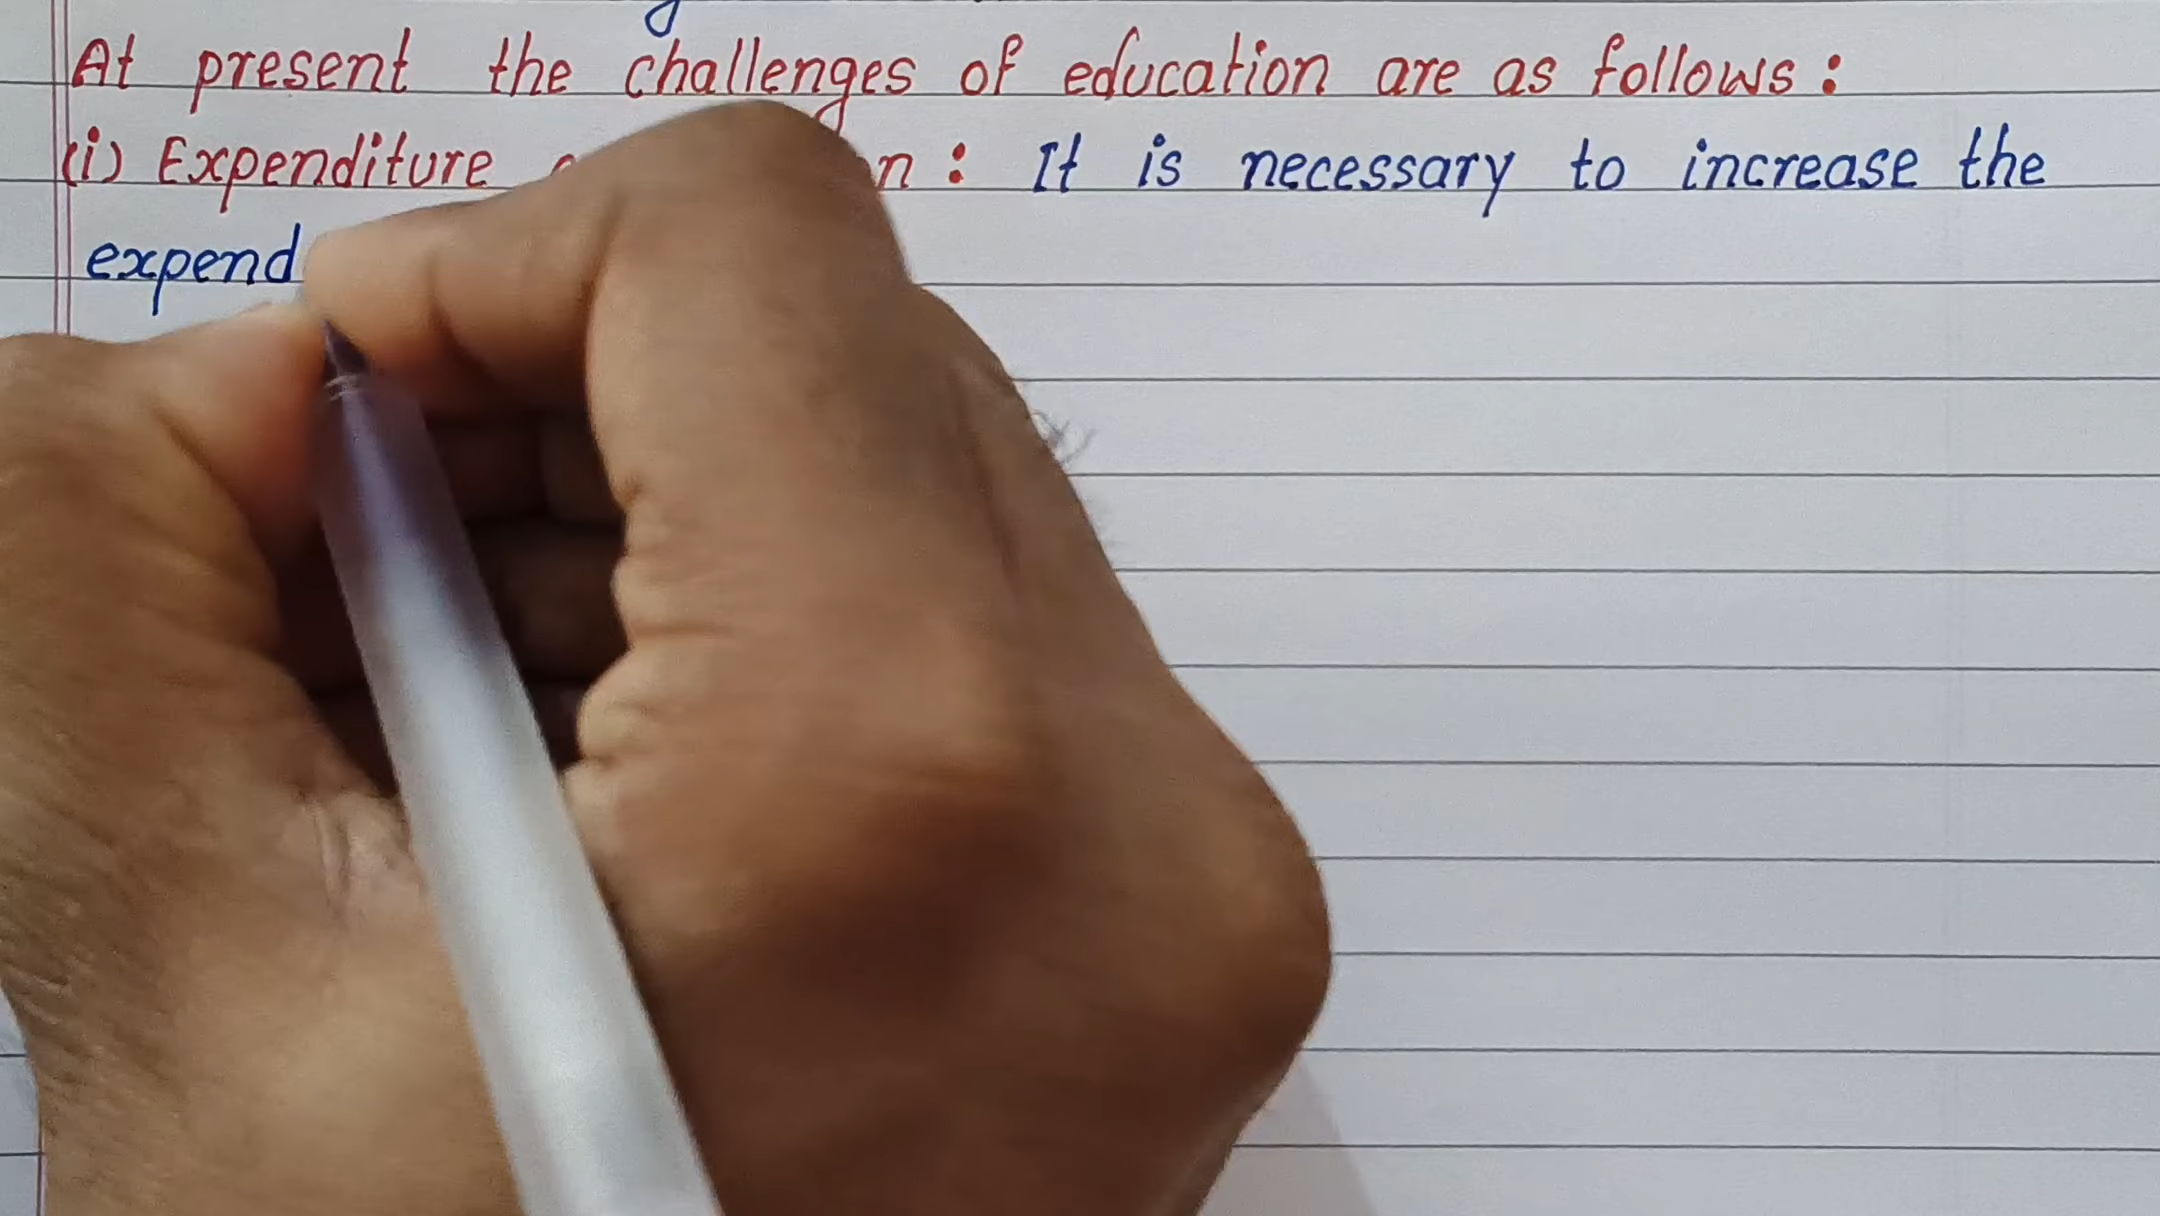 At present the challenges of education are as follows :
(i) Expenditure : It is necessary to increase the
expend